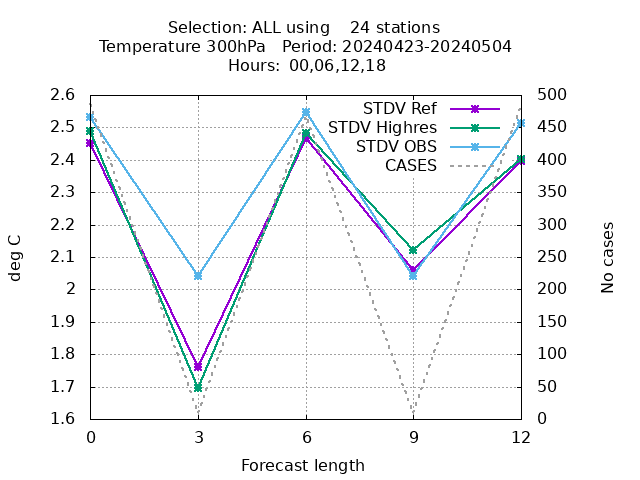 Selection: ALL using    24 stations
Temperature 300hPa   Period: 20240423-20240504
Hours: 00,06,12,18
STDV Ref
STDV Highres
STDV OBS
CASES
2.6
2.5
2.4
2.3
2.2
2.1
2
1.9
1.8
1.7
1.6
500
450
400
350
300
250
200
150
100
50
0
deg C
No cases
0 3 6 9 12
Forecast length